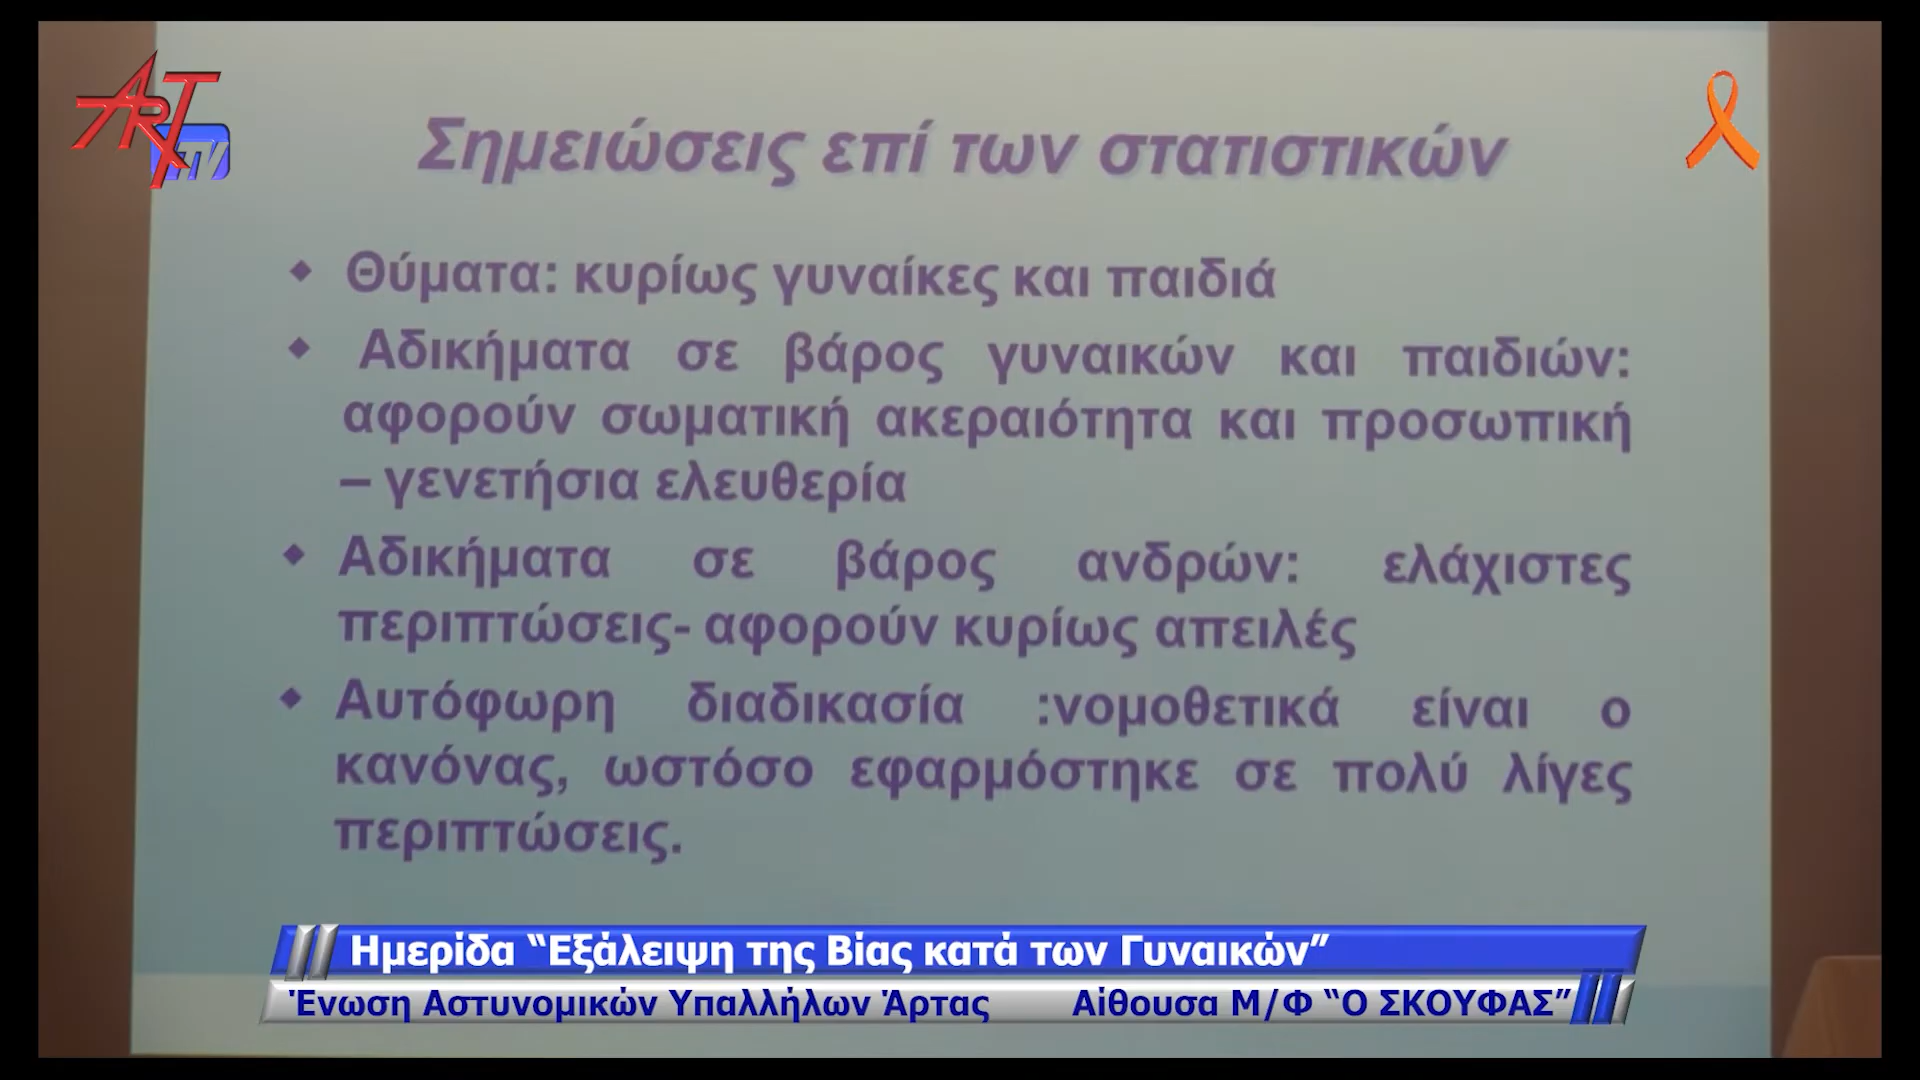 ART TV
Σημειώσεις επί των στατιστικών
Θύματα: κυρίως γυναίκες και παιδιά
Αδικήματα σε βάρος γυναικών και παιδιών:
αφορούν σωματική ακεραιότητα και προσωπική
– γενετήσια ελευθερία
Αδικήματα σε βάρος ανδρών: ελάχιστες
περιπτώσεις- αφορούν κυρίως απειλές
Αυτόφωρη διαδικασία :νομοθετικά είναι ο
κανόνας, ωστόσο εφαρμόστηκε σε πολύ λίγες
περιπτώσεις.
Ημερίδα “Εξάλειψη της Βίας κατά των Γυναικών”
Ένωση Αστυνομικών Υπαλλήλων Άρτας Αίθουσα Μ/Φ “Ο ΣΚΟΥΦΑΣ”